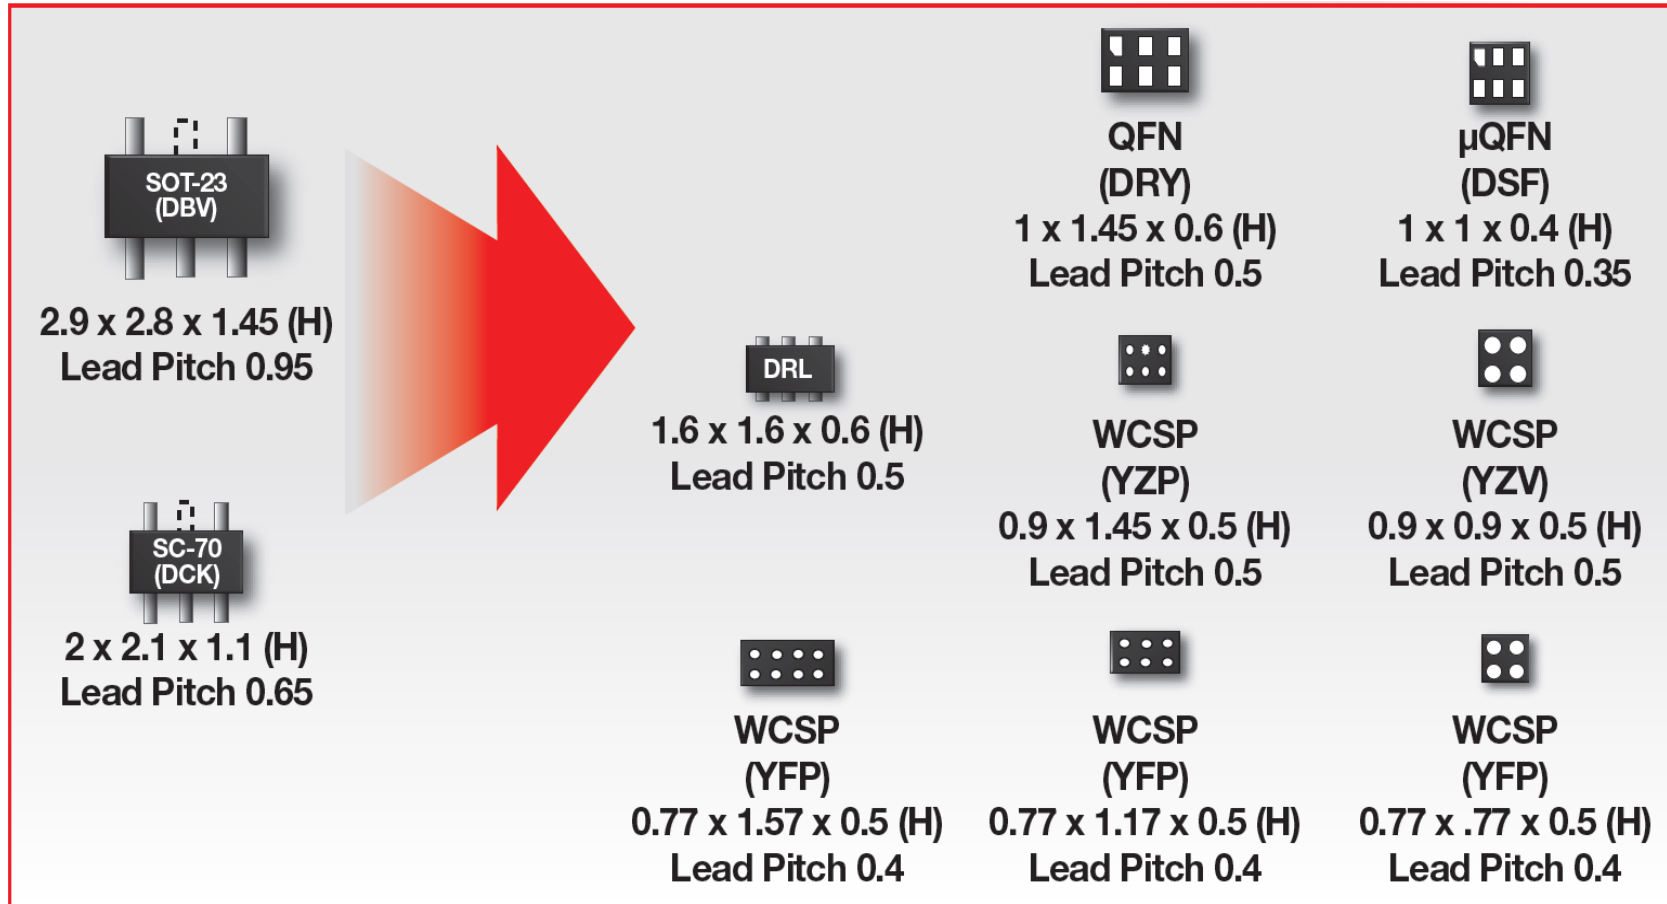 SOT-23
(DBV)
2.9 x 2.8 x 1.45 (H)
Lead Pitch 0.95
SC-70
(DCK)
2 x 2.1 x 1.1 (H)
Lead Pitch 0.65
QFN
(DRY)
1 x 1.45 x 0.6 (H)
Lead Pitch 0.5
µQFN
(DSF)
1 x 1 x 0.4 (H)
Lead Pitch 0.35
DRL
1.6 x 1.6 x 0.6 (H)
Lead Pitch 0.5
WCSP
(YZP)
0.9 x 1.45 x 0.5 (H)
Lead Pitch 0.5
WCSP
(YZV)
0.9 x 0.9 x 0.5 (H)
Lead Pitch 0.5
WCSP
(YFP)
0.77 x 1.57 x 0.5 (H)
Lead Pitch 0.4
WCSP
(YFP)
0.77 x 1.17 x 0.5 (H)
Lead Pitch 0.4
WCSP
(YFP)
0.77 x .77 x 0.5 (H)
Lead Pitch 0.4